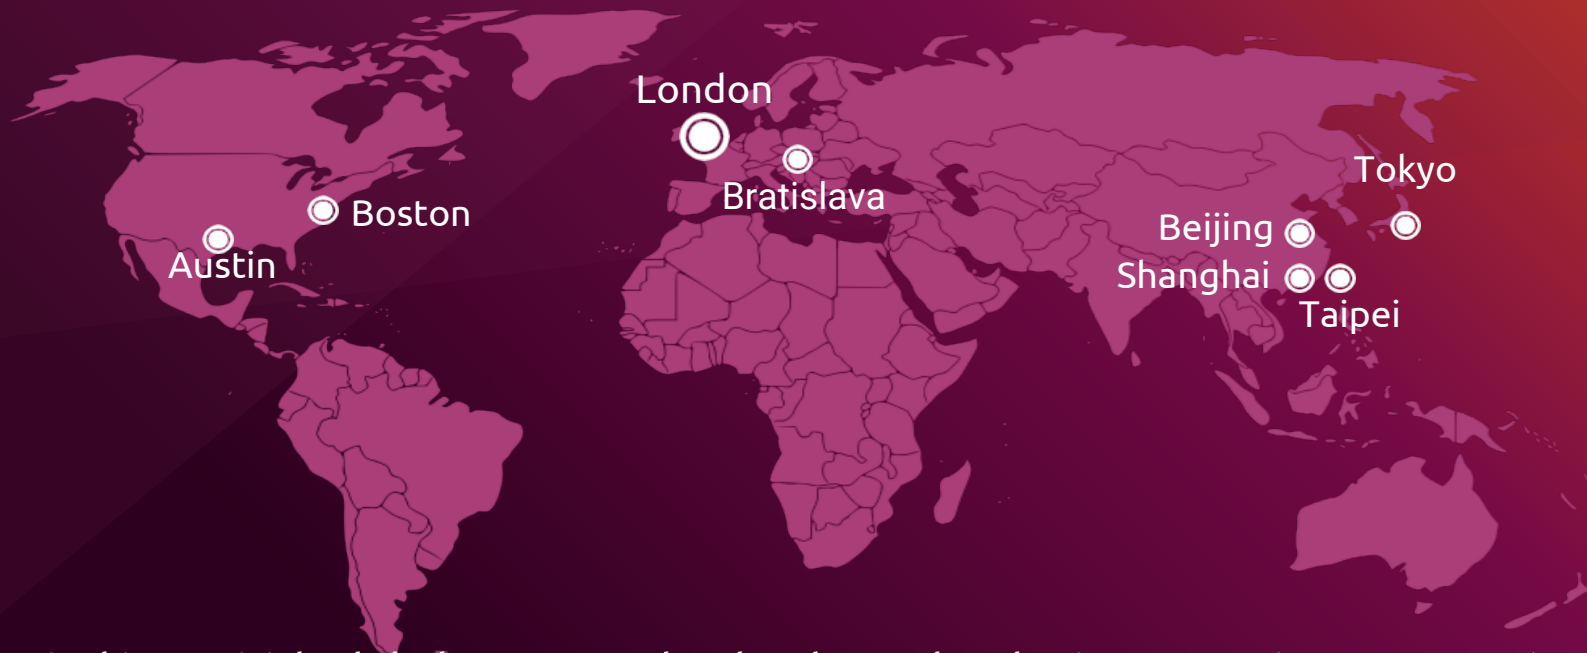 London
Tokyo
Bratislava
Boston
Beijing
Austin
Shanghai
Taipei